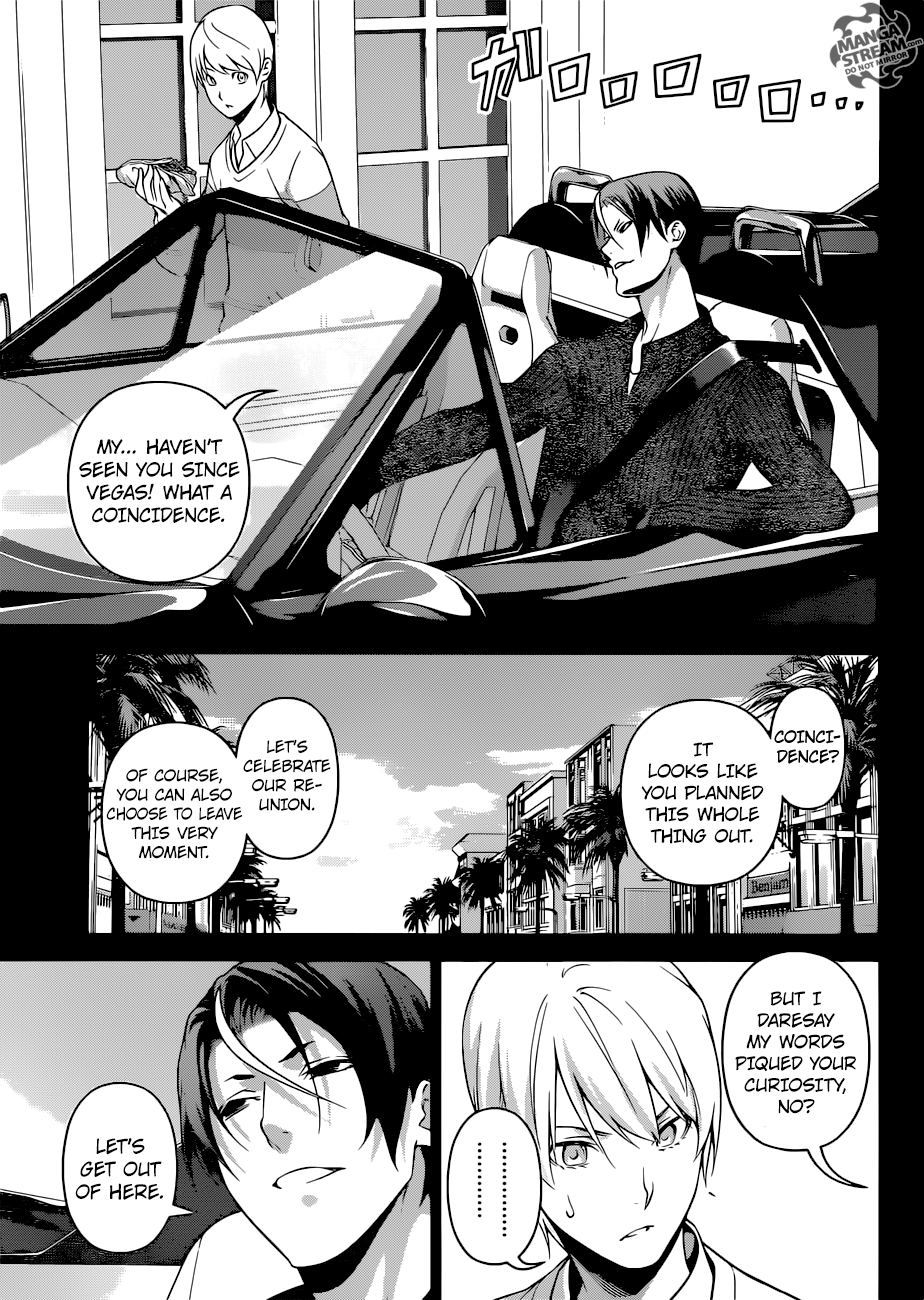 MANGA
STREAM.com
DO NOT MIRROR
ガロロロロロ...
MY... HAVEN'T
SEEN YOU SINCE
VEGAS! WHAT A
COINCIDENCE.
COINCI-
DENCE?
IT
LOOKS LIKE
YOU PLANNED
THIS WHOLE
THING OUT.
LET'S
CELEBRATE
OUR RE-
UNION.
OF COURSE,
YOU CAN ALSO
CHOOSE TO LEAVE
THIS VERY
MOMENT.
Benjam
BUT I
DARESAY
MY WORDS
PIQUED YOUR
CURIOSITY,
NO?
.........
.........
LET'S
GET OUT
OF HERE.